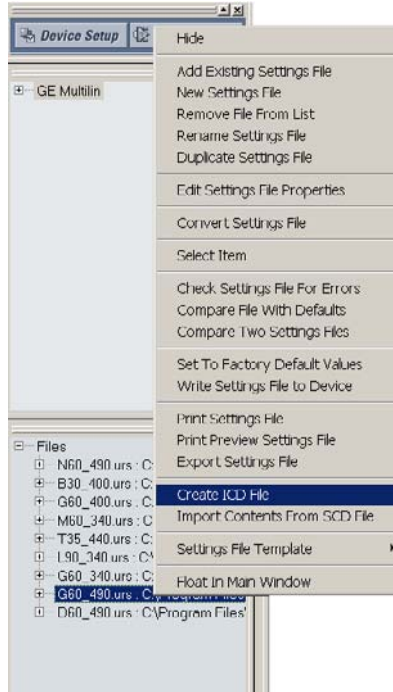 Device Setup
GE Multilin
Hide
Add Existing Settings File
New Settings File
Remove File From List
Rename Settings File
Duplicate Settings File
Edit Settings File Properties
Convert Settings File
Select Item
Check Settings File For Errors
Compare File With Defaults
Compare Two Settings Files
Set To Factory Default Values
Write Settings File to Device
Print Settings File
Print Preview Settings File
Export Settings File
Create ICD File
Import Contents From SCD File
Settings File Template
Float In Main Window
Files
N60_490.urs : C:
B30_400.urs : C:
G60_400.urs : C:
M60_340.urs : C
T35_440.urs : C:
L90_340.urs : C:\
G60_340.urs : C:
G60_490.urs : C:\Program Files\
D60_490.urs : C:\Program Files\